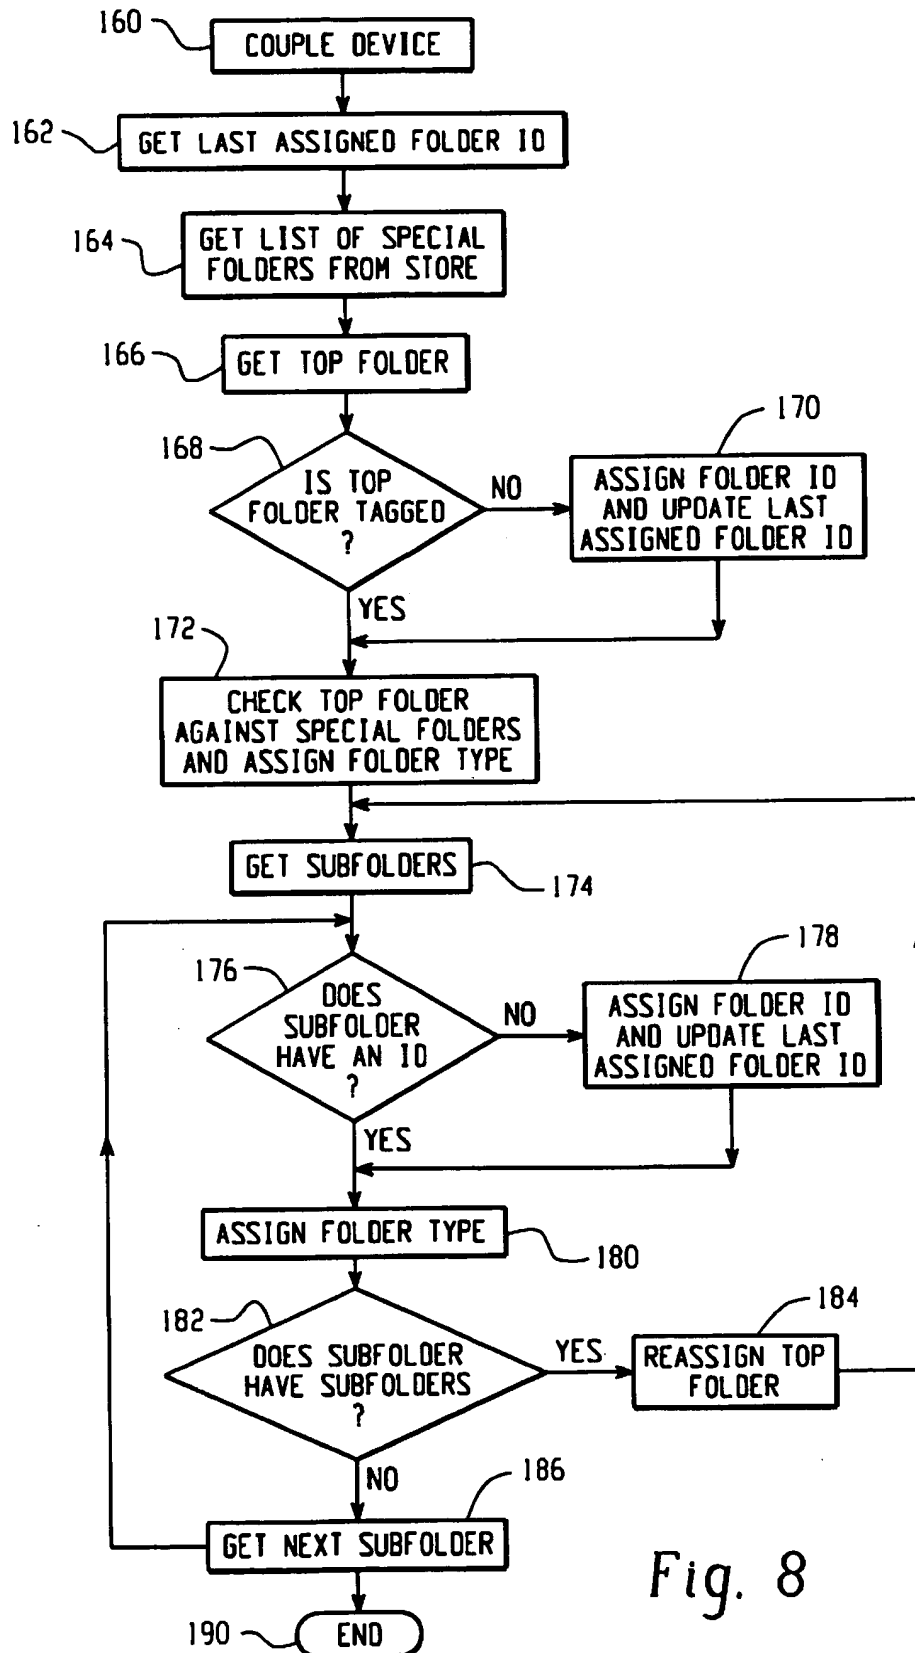 160
COUPLE DEVICE
162
GET LAST ASSIGNED FOLDER ID
164
GET LIST OF SPECIAL
FOLDERS FROM STORE
166
GET TOP FOLDER
168
IS TOP
FOLDER TAGGED
?
NO
170
ASSIGN FOLDER ID
AND UPDATE LAST
ASSIGNED FOLDER ID
YES
172
CHECK TOP FOLDER
AGAINST SPECIAL FOLDERS
AND ASSIGN FOLDER TYPE
GET SUBFOLDERS
174
176
DOES
SUBFOLDER
HAVE AN ID
?
NO
178
ASSIGN FOLDER ID
AND UPDATE LAST
ASSIGNED FOLDER ID
YES
ASSIGN FOLDER TYPE
180
182
DOES SUBFOLDER
HAVE SUBFOLDERS
?
YES
184
REASSIGN TOP
FOLDER
NO
186
GET NEXT SUBFOLDER
190
END
Fig. 8